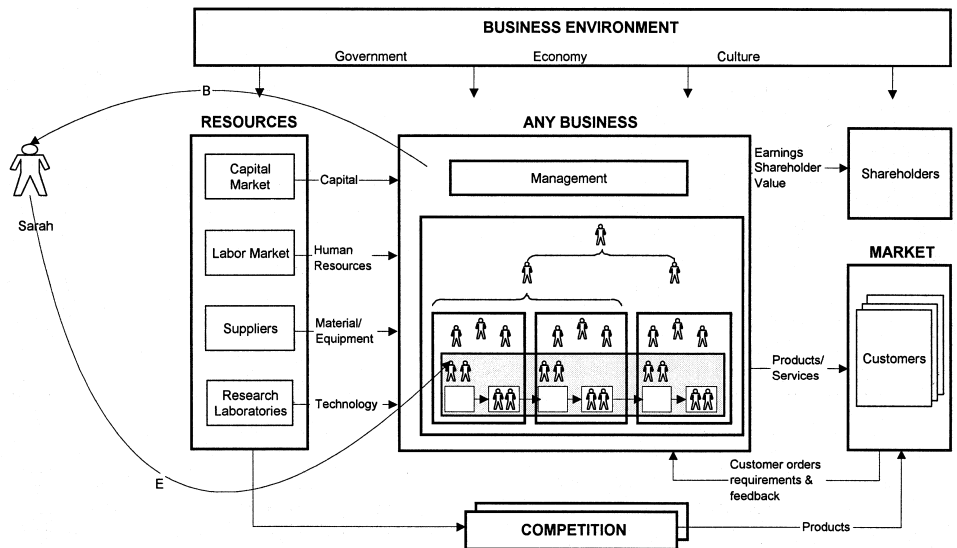 BUSINESS ENVIRONMENT
Government Economy Culture
B
RESOURCES
ANY BUSINESS
Capital
Market
Capital
Management
Earnings
Shareholder
Value
Shareholders
Sarah
Labor Market
Human
Resources
MARKET
Suppliers
Material/
Equipment
Products/
Services
Customers
Research
Laboratories
Technology
E
Customer orders
requirements &
feedback
COMPETITION
Products